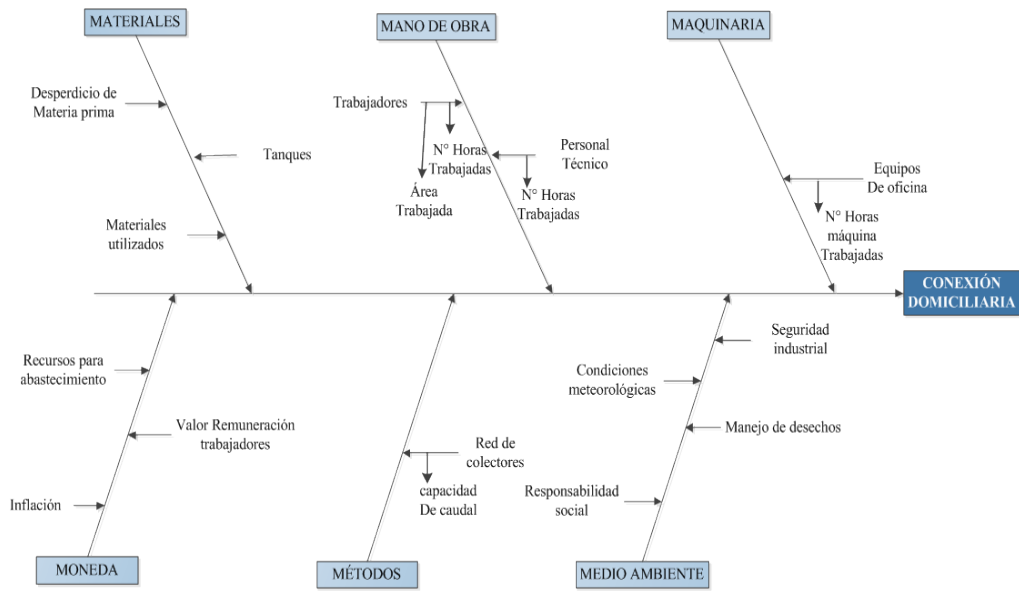 MATERIALES
MANO DE OBRA
MAQUINARIA
Desperdicio de
Materia prima
Tanques
Materiales
utilizados
Trabajadores
N° Horas
Trabajadas
Área
Trabajada
Personal
Técnico
N° Horas
Trabajadas
Equipos
De oficina
N° Horas
máquina
Trabajadas
CONEXIÓN
DOMICILIARIA
Recursos para
abastecimiento
Valor Remuneración
trabajadores
Inflación
Red de
colectores
capacidad
De caudal
Seguridad
industrial
Condiciones
meteorológicas
Manejo de desechos
Responsabilidad
social
MONEDA
MÉTODOS
MEDIO AMBIENTE